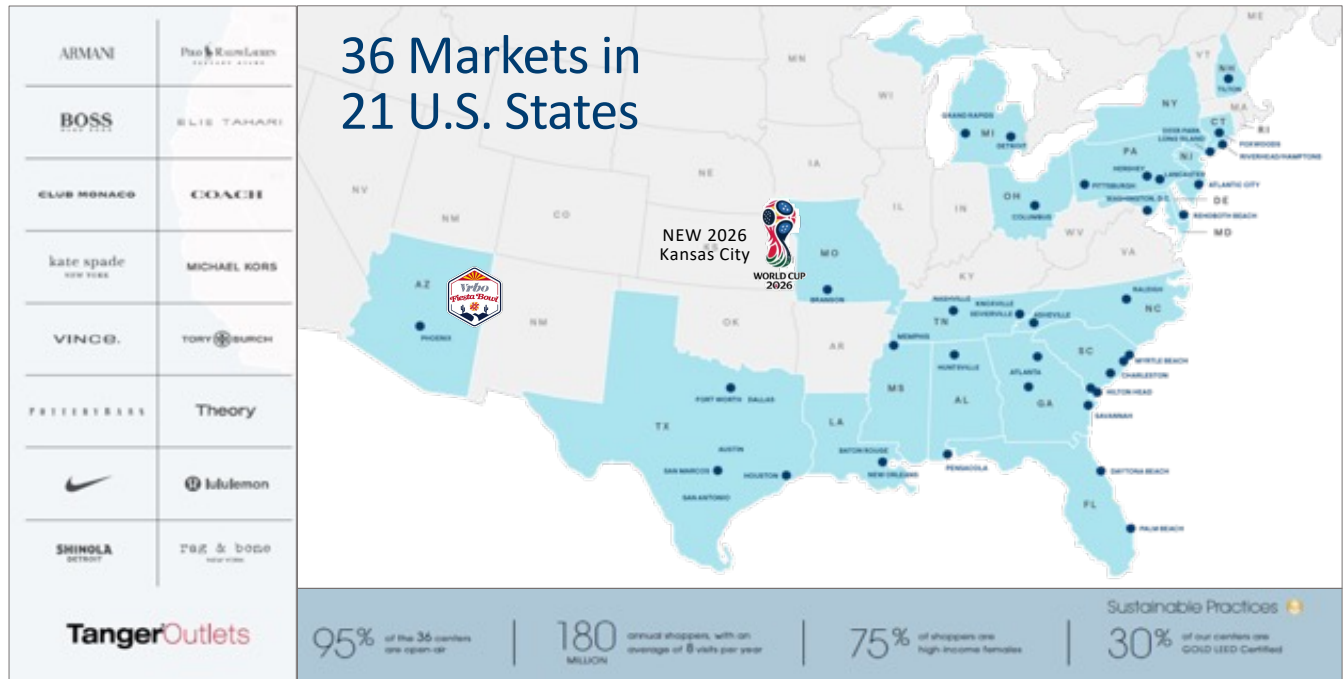 36 Markets in
21 U.S. States
ARMANI
POLO RALPH LAUREN
FACTORY STORE
BOSS
HUGO BOSS
ELIE TAHARI
CLUB MONACO
COACH
kate spade
NEW YORK
MICHAEL KORS
VINCE.
TORY BURCH
POTTERY BARN
Theory
lululemon
SHINOLA
DETROIT
rag & bone
NEW YORK
TangerOutlets
ME
VT
NH
TILTON
MA
MN
WI
NY
CT
RI
GRAND RAPIDS
MI
DETROIT
DEER PARK
LONG ISLAND
FOXWOODS
RIVERHEAD/HAMPTONS
PA
NJ
IA
NE
HERSHEY
LANCASTER
PITTSBURGH
ATLANTIC CITY
NV
NM
CO
IL
IN
OH
COLUMBUS
WASHINGTON, D.C.
DE
REHOBOTH BEACH
MD
WV
VA
NEW 2026
Kansas City
KS
WORLD CUP
2026
MO
BRANSON
KY
AZ
PHOENIX
Vrbo
Fiesta Bowl
NM
OK
AR
NASHVILLE
KNOXVILLE
SEVIERVILLE
TN
ASHEVILLE
RALEIGH
NC
MEMPHIS
HUNTSVILLE
ATLANTA
SC
MYRTLE BEACH
CHARLESTON
HILTON HEAD
SAVANNAH
MS
AL
GA
FORT WORTH
DALLAS
TX
LA
AUSTIN
SAN MARCOS
HOUSTON
SAN ANTONIO
BATON ROUGE
NEW ORLEANS
PENSACOLA
DAYTONA BEACH
FL
PALM BEACH
95%
of the 36 centers
are open-air
180
MILLION
annual shoppers, with an
average of 8 visits per year
75%
of shoppers are
high income females
Sustainable Practices
30%
of our centers are
GOLD LEED Certified